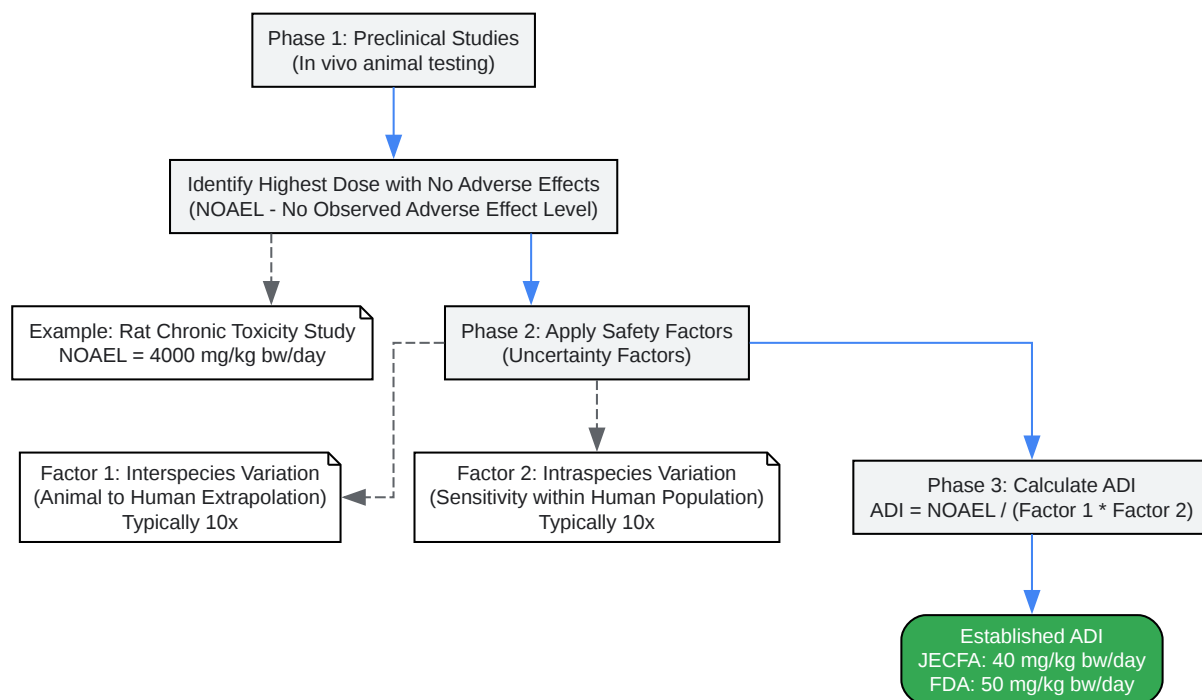 Phase 1: Preclinical Studies
(In vivo animal testing)
Identify Highest Dose with No Adverse Effects
(NOAEL - No Observed Adverse Effect Level)
Example: Rat Chronic Toxicity Study
NOAEL = 4000 mg/kg bw/day
Phase 2: Apply Safety Factors
(Uncertainty Factors)
Factor 1: Interspecies Variation
(Animal to Human Extrapolation)
Typically 10x
Factor 2: Intraspecies Variation
(Sensitivity within Human Population)
Typically 10x
Phase 3: Calculate ADI
ADI = NOAEL / (Factor 1 * Factor 2)
Established ADI
JECFA: 40 mg/kg bw/day
FDA: 50 mg/kg bw/day